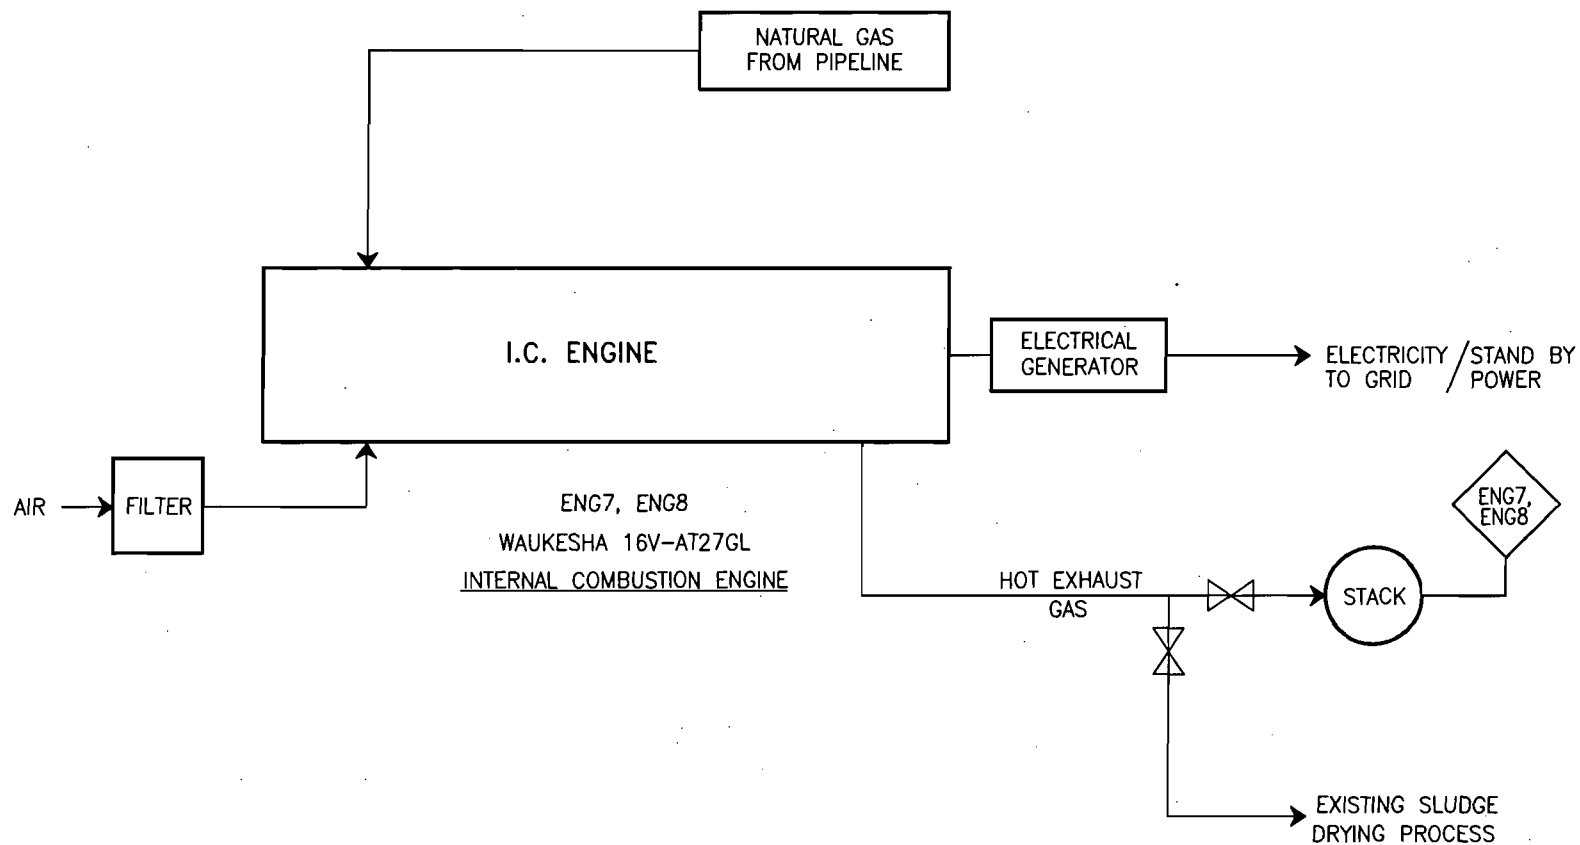 NATURAL GAS
FROM PIPELINE
I.C. ENGINE
ELECTRICAL
GENERATOR
ELECTRICITY / STAND BY
TO GRID / POWER
AIR
FILTER
ENG7, ENG8
WAUKESHA 16V-AT27GL
INTERNAL COMBUSTION ENGINE
ENG7,
ENG8
HOT EXHAUST
GAS
STACK
EXISTING SLUDGE
DRYING PROCESS